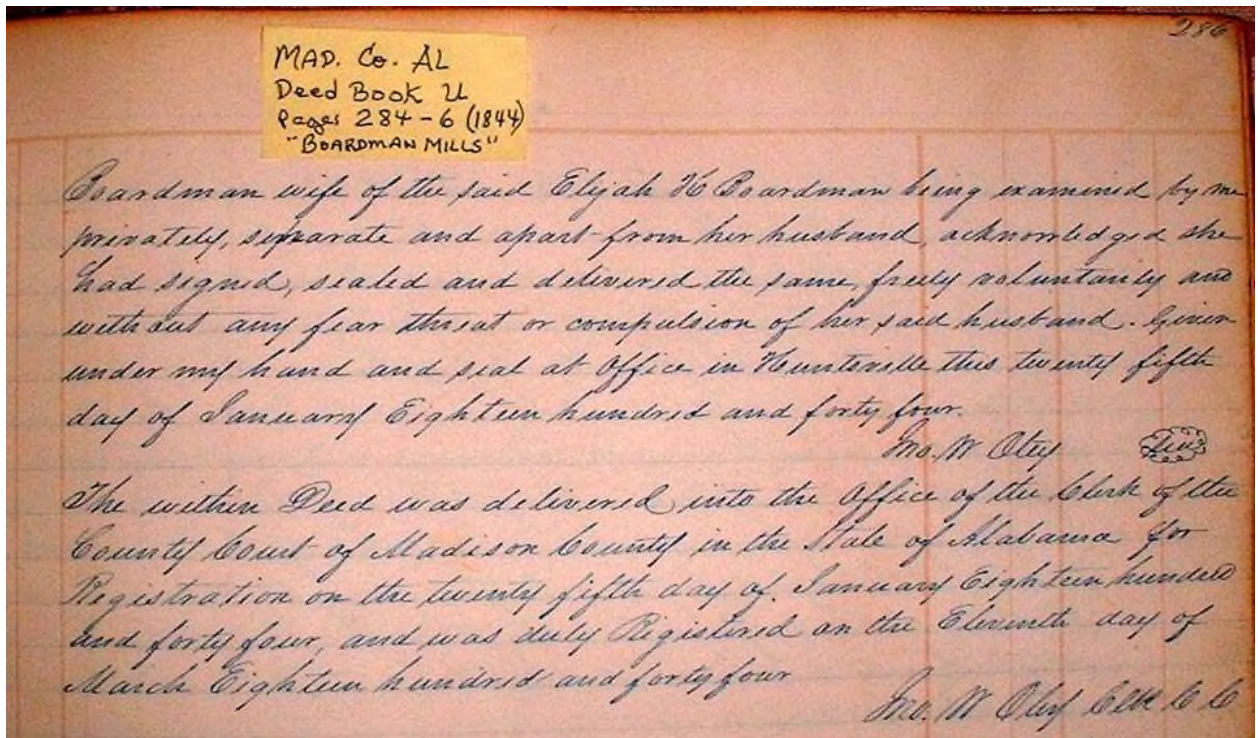 286
MAD. Co. AL
Deed Book U
Pages 284-6 (1844)
"BOARDMAN MILLS"
Boardman wife of the said Elijah H Boardman being examined by me
privately, separate and apart from her husband, acknowledged she
had signed, sealed and delivered the same, freely voluntarily and
without any fear threat or compulsion of her said husband. Given
under my hand and seal at Office in Huntsville this twenty fifth
day of January Eighteen hundred and forty four.
Jno. W Otey
The within Deed was delivered into the Office of the Clerk of the
County Court of Madison County in the State of Alabama for
Registration on the twenty fifth day of January Eighteen hundred
and forty four, and was duly Registered on the Eleventh day of
March Eighteen hundred and forty four
Jno. W Otey Clk C C